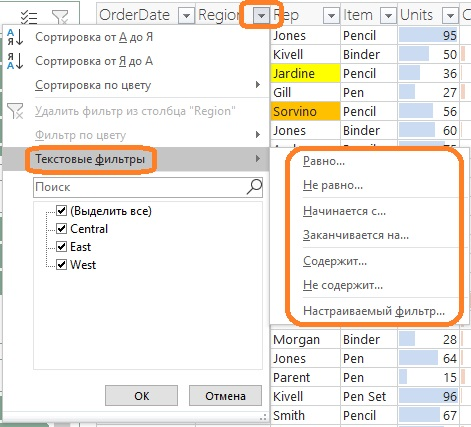 OrderDate Region Rep Item Units
Сортировка от А до Я
Сортировка от Я до А
Сортировка по цвету
Удалить фильтр из столбца "Region"
Фильтр по цвету
Текстовые фильтры
Поиск
(Выделить все)
Central
East
West
ОК Отмена
Jones Pencil 95
Kivell Binder 50
Jardine Pencil 36
Gill Pen 27
Sorvino Pencil 56
Jones Binder 60
Равно...
Не равно...
Начинается с...
Заканчивается на...
Содержит...
Не содержит...
Настраиваемый фильтр...
Morgan Binder 28
Jones Pen 64
Parent Pen 15
Kivell Pen Set 96
Smith Pencil 67